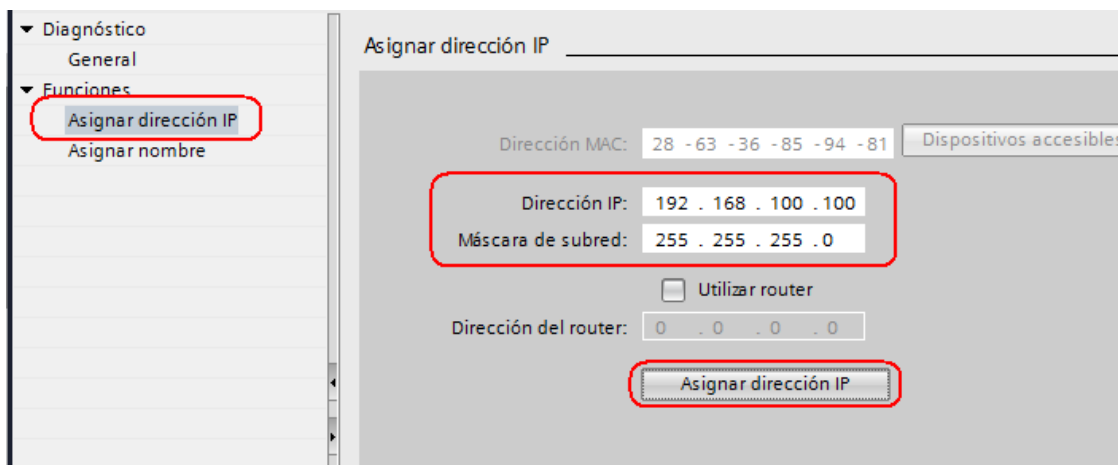 Diagnóstico
General
Funciones
Asignar dirección IP
Asignar nombre
Asignar dirección IP
Dirección MAC: 28 -63 -36 -85 -94 -81 Dispositivos accesibles
Dirección IP: 192 . 168 . 100 .100
Máscara de subred: 255 . 255 . 255 .0
Utilizar router
Dirección del router: 0 .0 .0 .0
Asignar dirección IP